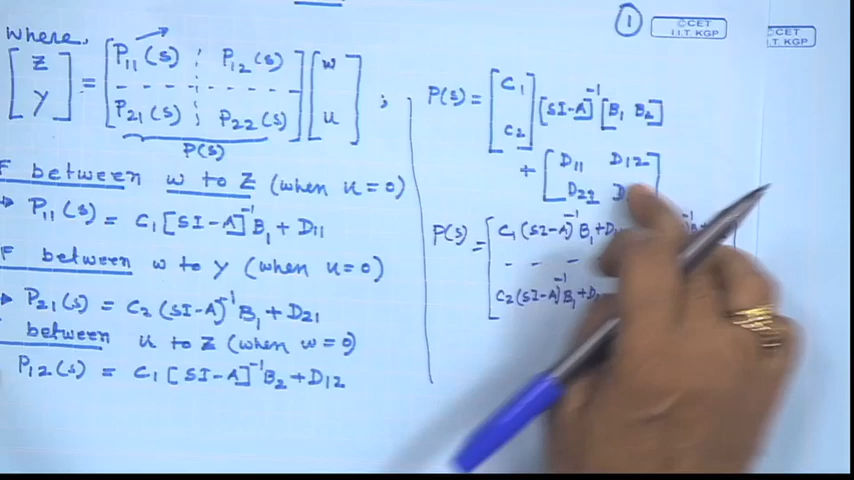 ①
©CET
I.I.T. KGP
CET
I.T. KGP
where,
[z y] = [P11(s) P12(s) P21(s) P22(s)] [w u] ;
P(s)
F between w to z (when u=0)
→ P11(s) = C1[SI-A]^-1 B1 + D11
F between w to y (when u=0)
→ P21(s) = C2(SI-A)^-1 B1 + D21
between u to z (when w=0)
P12(s) = C1[SI-A]^-1 B2 + D12
P(s) = [C1 C2] [SI-A]^-1 [B1 B2]
+ [D11 D12 D21
P(s) = [C1(SI-A)^-1 B1+D
C2(SI-A)^-1 B1+D